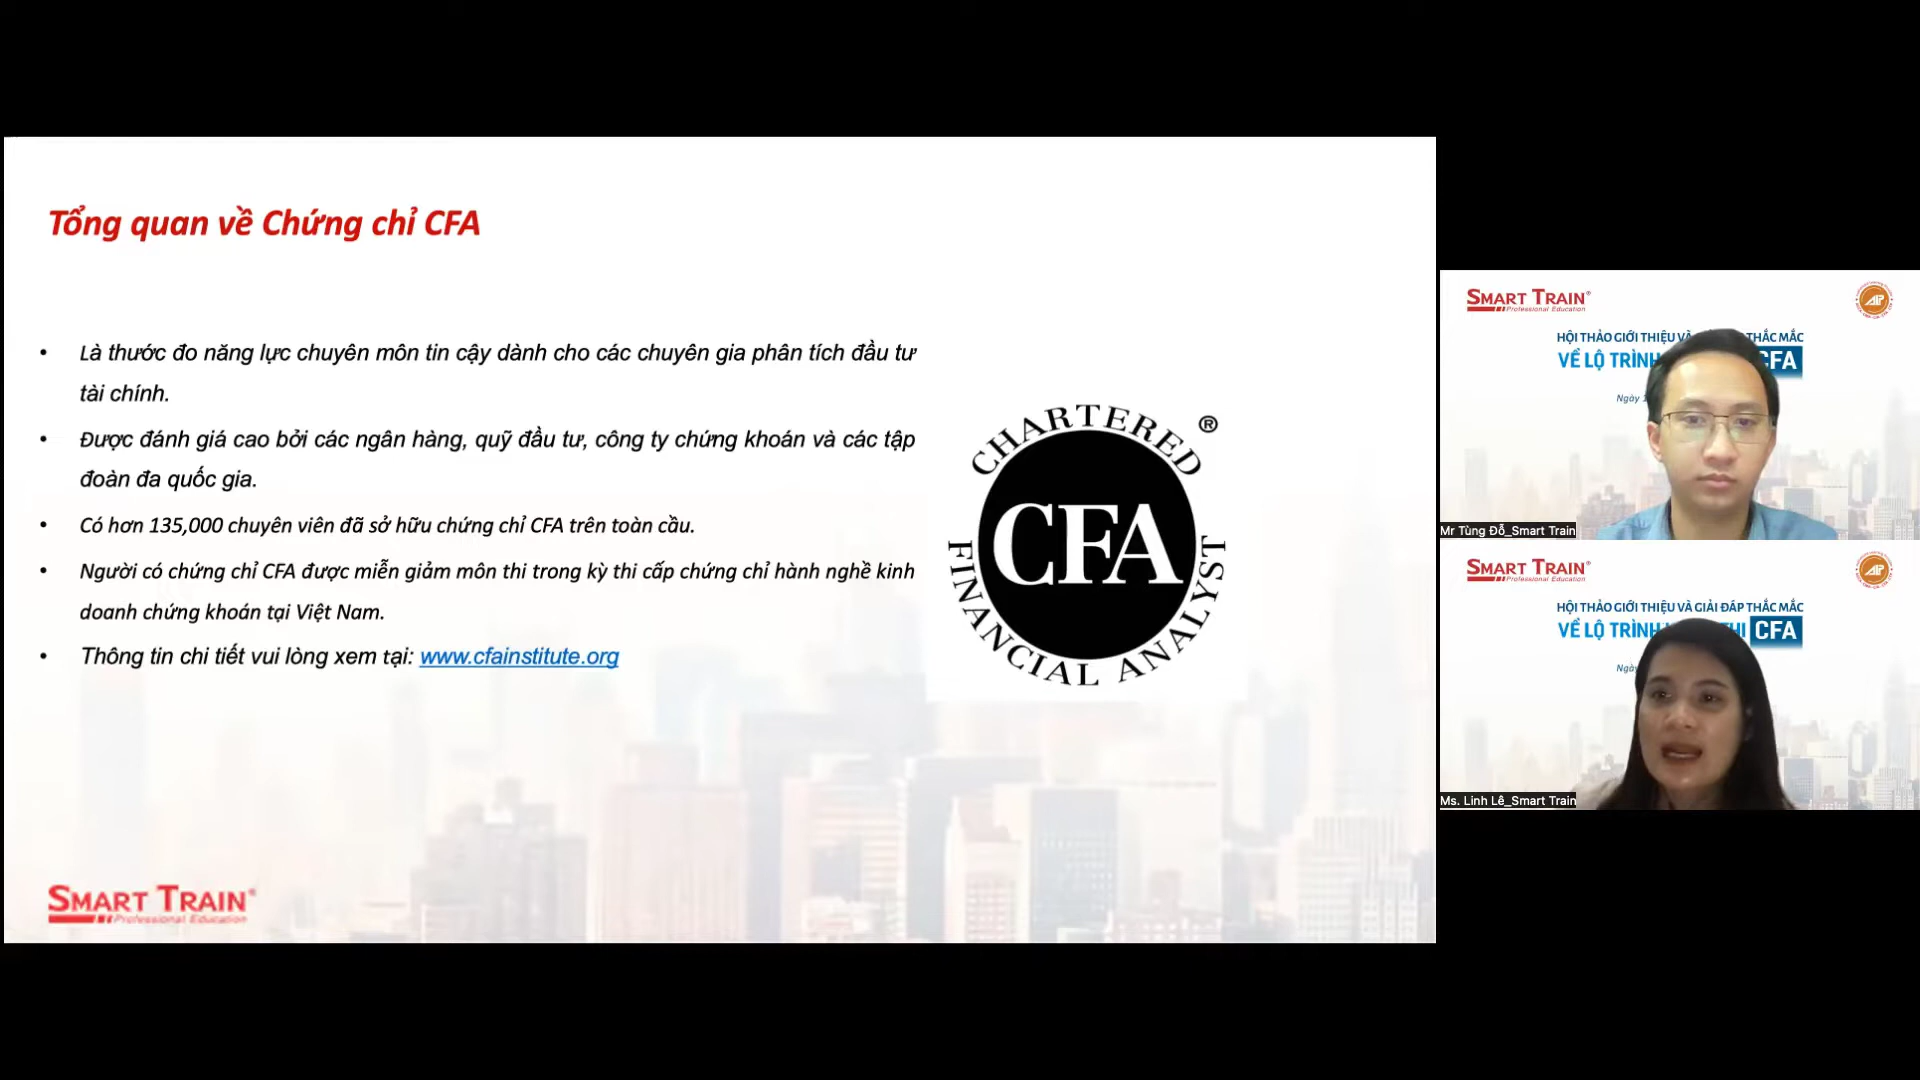 Tổng quan về Chứng chỉ CFA
• Là thước đo năng lực chuyên môn tin cậy dành cho các chuyên gia phân tích đầu tư
tài chính.
• Được đánh giá cao bởi các ngân hàng, quỹ đầu tư, công ty chứng khoán và các tập
đoàn đa quốc gia.
• Có hơn 135,000 chuyên viên đã sở hữu chứng chỉ CFA trên toàn cầu.
• Người có chứng chỉ CFA được miễn giảm môn thi trong kỳ thi cấp chứng chỉ hành nghề kinh
doanh chứng khoán tại Việt Nam.
• Thông tin chi tiết vui lòng xem tại: www.cfainstitute.org
CHARTERED ®
CFA
FINANCIAL ANALYST
SMART TRAIN®
Professional Education
SMART TRAIN®
Professional Education
AP
HỘI THẢO GIỚI THIỆU VÀ THẮC MẮC
VỀ LỘ TRÌNH CFA
Ngày
Mr Tùng Đỗ_Smart Train
SMART TRAIN®
Professional Education
AP
HỘI THẢO GIỚI THIỆU VÀ GIẢI ĐÁP THẮC MẮC
VỀ LỘ TRÌNH THI CFA
Ngày
Ms. Linh Lê_Smart Train